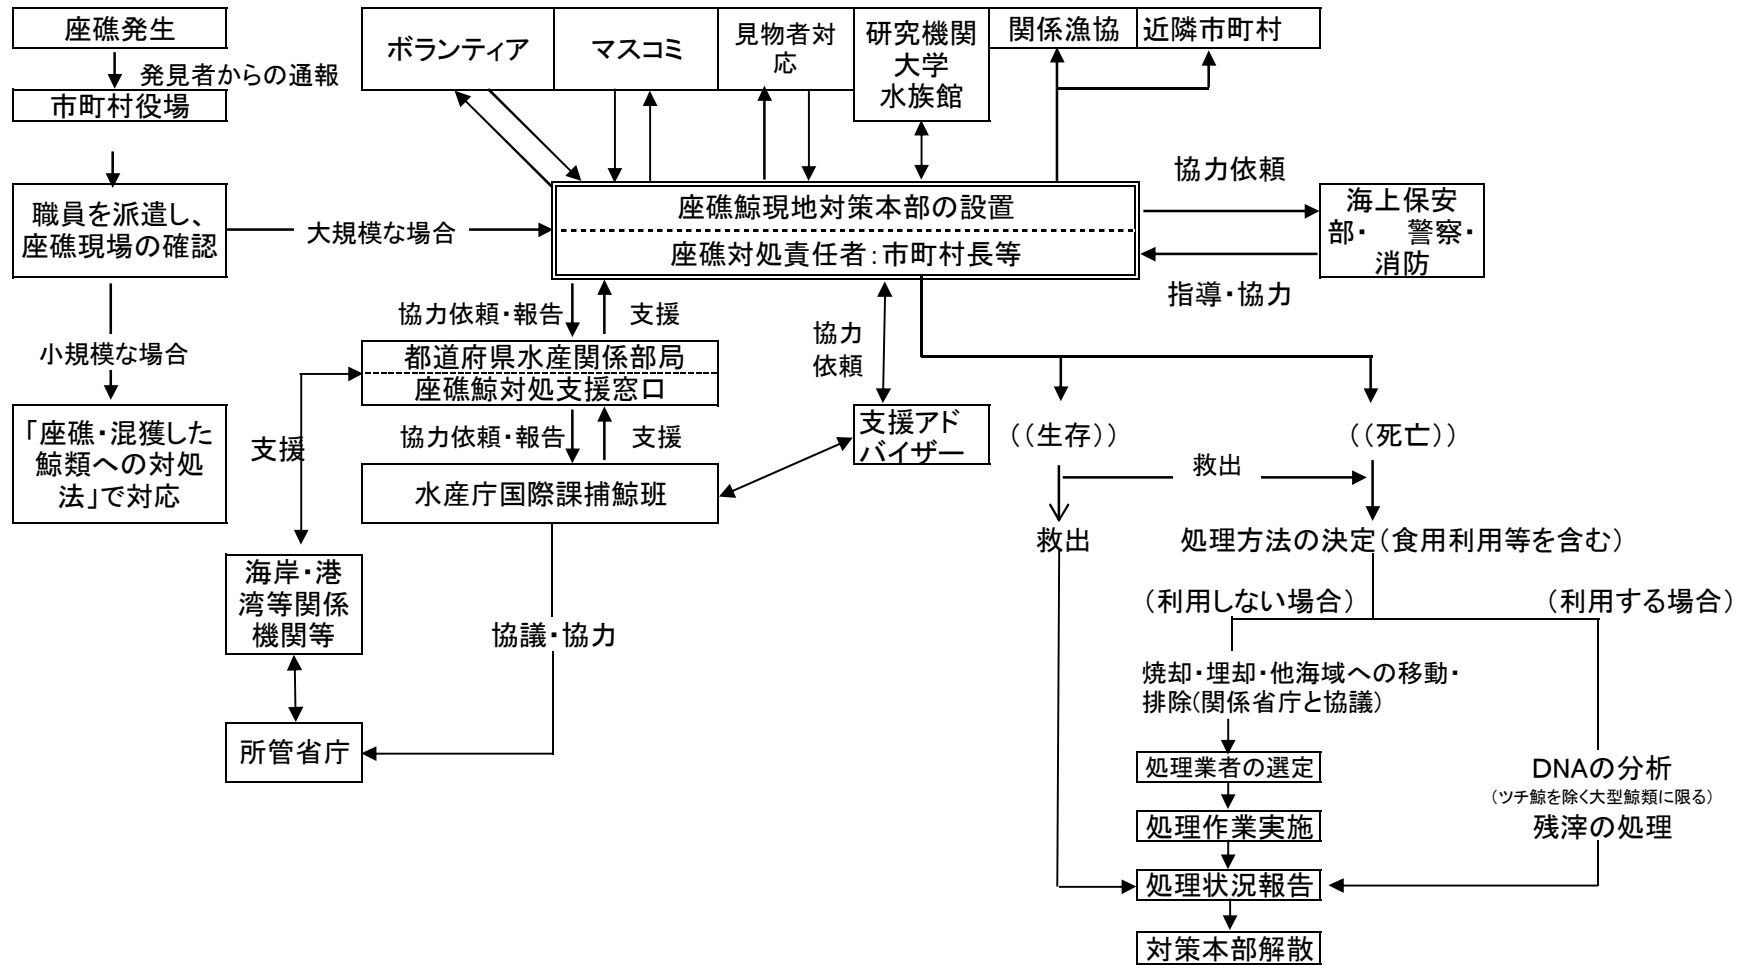 座礁発生
発見者からの通報
市町村役場
職員を派遣し、
座礁現場の確認
大規模な場合
小規模な場合
「座礁・混獲した
鯨類への対処
法」で対応
ボランティア
マスコミ
見物者対
応
研究機関
大学
水族館
関係漁協
近隣市町村
座礁鯨現地対策本部の設置
座礁対処責任者：市町村長等
協力依頼
海上保安
部・　警察・
消防
指導・協力
協力依頼・報告
支援
都道府県水産関係部局
座礁鯨対処支援窓口
協力依頼・報告
支援
水産庁国際課捕鯨班
支援
海岸・港
湾等関係
機関等
所管省庁
協議・協力
協力
依頼
支援アド
バイザー
（（生存））
（（死亡））
救出
救出
処理方法の決定（食用利用等を含む）
（利用しない場合）
（利用する場合）
焼却・埋却・他海域への移動・
排除(関係省庁と協議)
処理業者の選定
処理作業実施
処理状況報告
対策本部解散
DNAの分析
（ツチ鯨を除く大型鯨類に限る）
残滓の処理